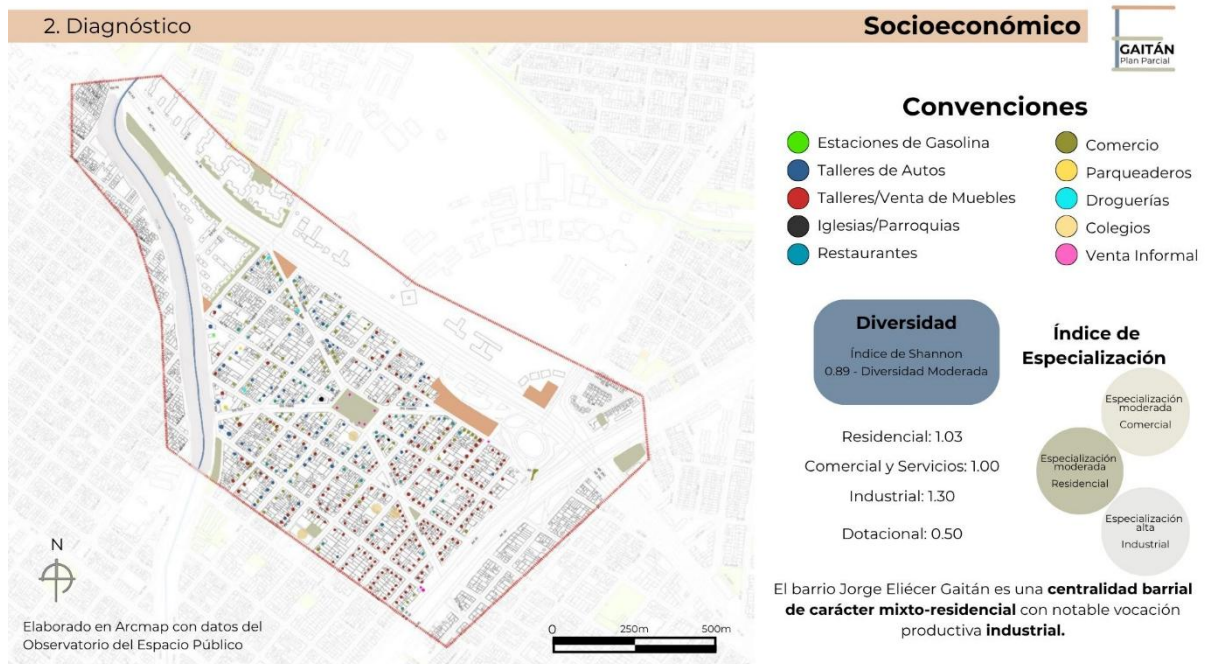 2. Diagnóstico
Socioeconómico
GAITÁN
Plan Parcial
Convenciones
Estaciones de Gasolina
Talleres de Autos
Talleres/Venta de Muebles
Iglesias/Parroquias
Restaurantes
Comercio
Parqueaderos
Droguerías
Colegios
Venta Informal
Diversidad
Índice de Shannon
0.89 - Diversidad Moderada
Índice de
Especialización
Residencial: 1.03
Comercial y Servicios: 1.00
Industrial: 1.30
Dotacional: 0.50
Especialización
moderada
Comercial
Especialización
moderada
Residencial
Especialización
alta
Industrial
El barrio Jorge Eliécer Gaitán es una centralidad barrial
de carácter mixto-residencial con notable vocación
productiva industrial.
N
Elaborado en Arcmap con datos del
Observatorio del Espacio Público
0 250m 500m